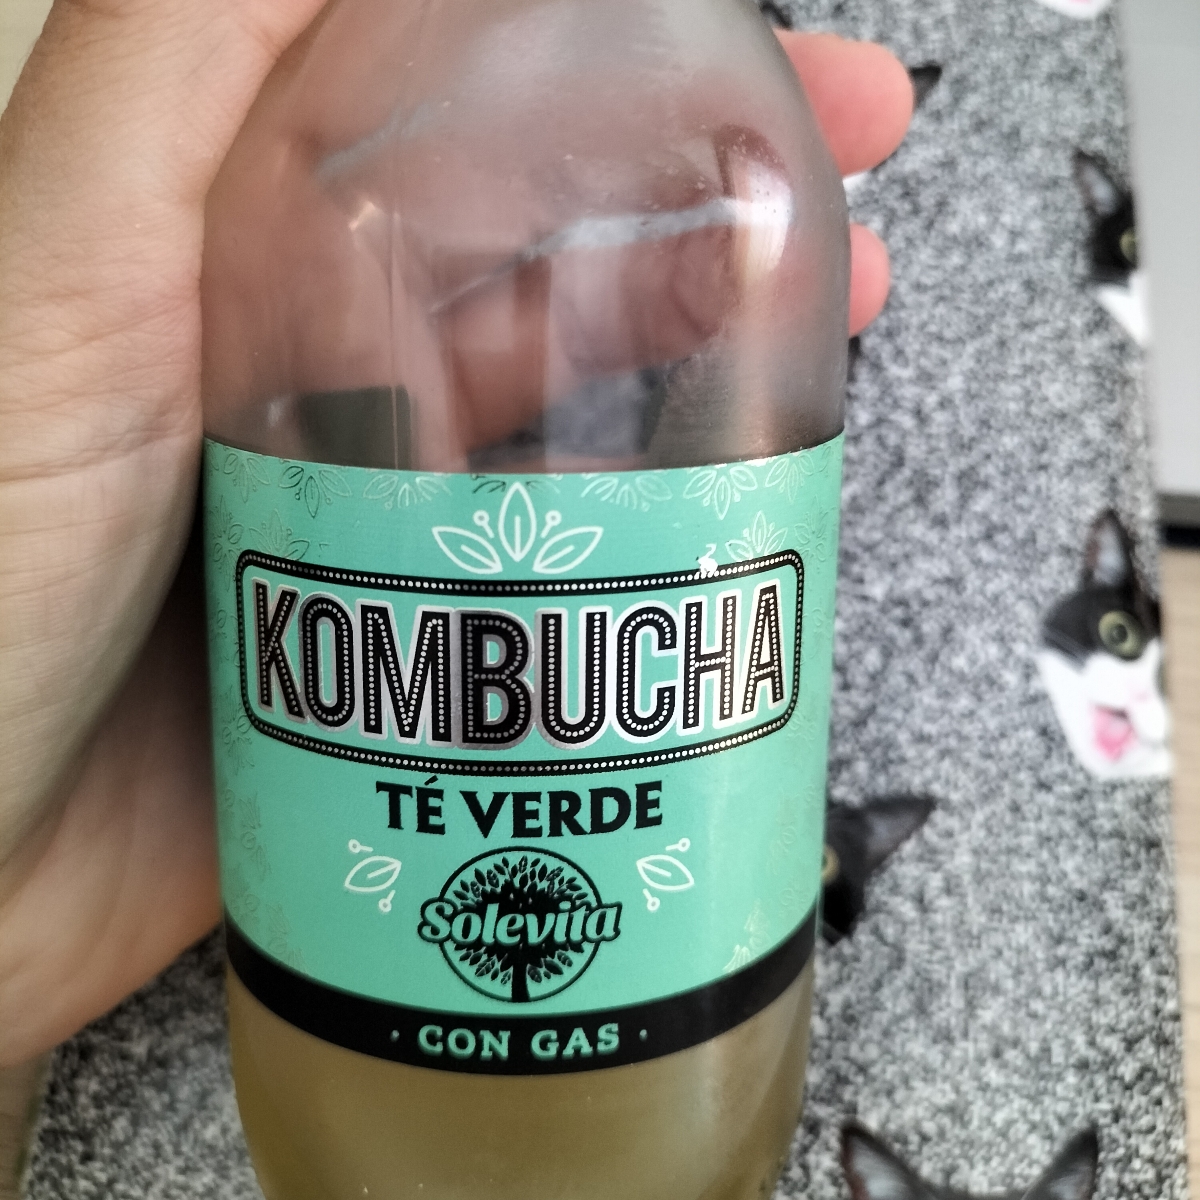 KOMBUCHA
TÉ VERDE
Solevita
· CON GAS ·